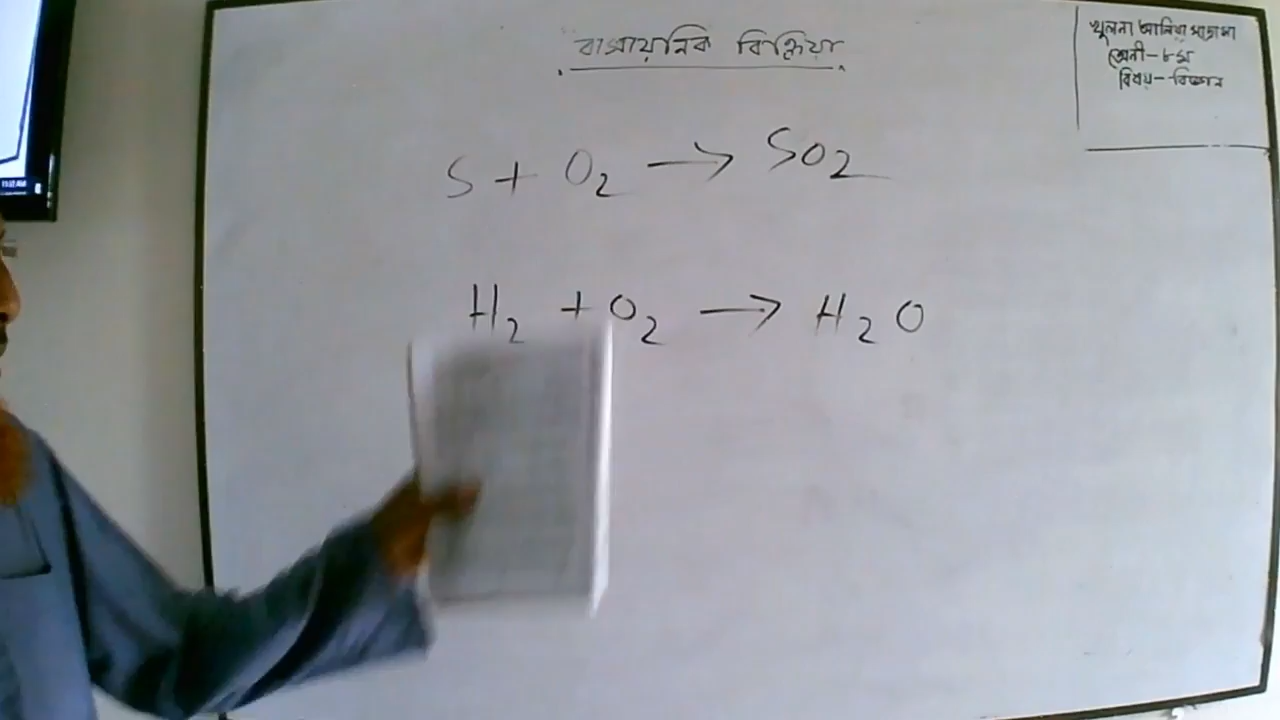 রাসায়নিক বিক্রিয়া
খুলনা আলিয়া মাদ্রাসা
শ্রেনী-৮ম
বিষয়-বিজ্ঞান
S + O₂ → SO₂
H₂ + O₂ → H₂O